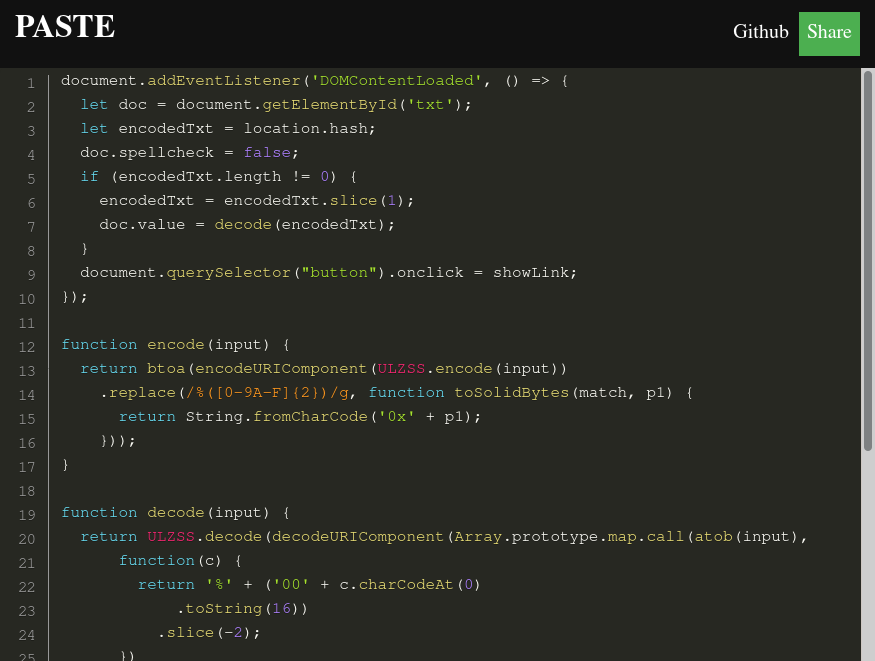 PASTE
Github Share
1 document.addEventListener('DOMContentLoaded', () => {
2   let doc = document.getElementById('txt');
3   let encodedTxt = location.hash;
4   doc.spellcheck = false;
5   if (encodedTxt.length != 0) {
6     encodedTxt = encodedTxt.slice(1);
7     doc.value = decode(encodedTxt);
8   }
9   document.querySelector("button").onclick = showLink;
10 });
11
12 function encode(input) {
13   return btoa(encodeURIComponent(ULZSS.encode(input))
14     .replace(/%([0-9A-F]{2})/g, function toSolidBytes(match, p1) {
15       return String.fromCharCode('0x' + p1);
16     }));
17 }
18
19 function decode(input) {
20   return ULZSS.decode(decodeURIComponent(Array.prototype.map.call(atob(input),
21       function(c) {
22         return '%' + ('00' + c.charCodeAt(0)
23             .toString(16))
24           .slice(-2);
25       })